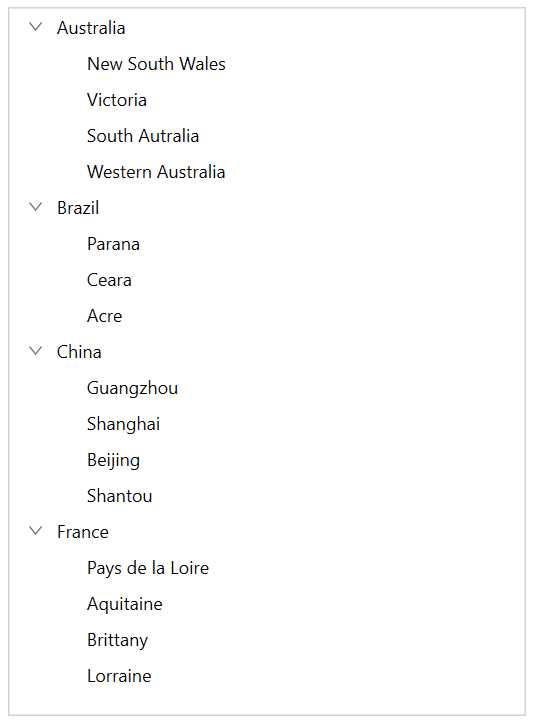 Australia
New South Wales
Victoria
South Autralia
Western Australia
Brazil
Parana
Ceara
Acre
China
Guangzhou
Shanghai
Beijing
Shantou
France
Pays de la Loire
Aquitaine
Brittany
Lorraine